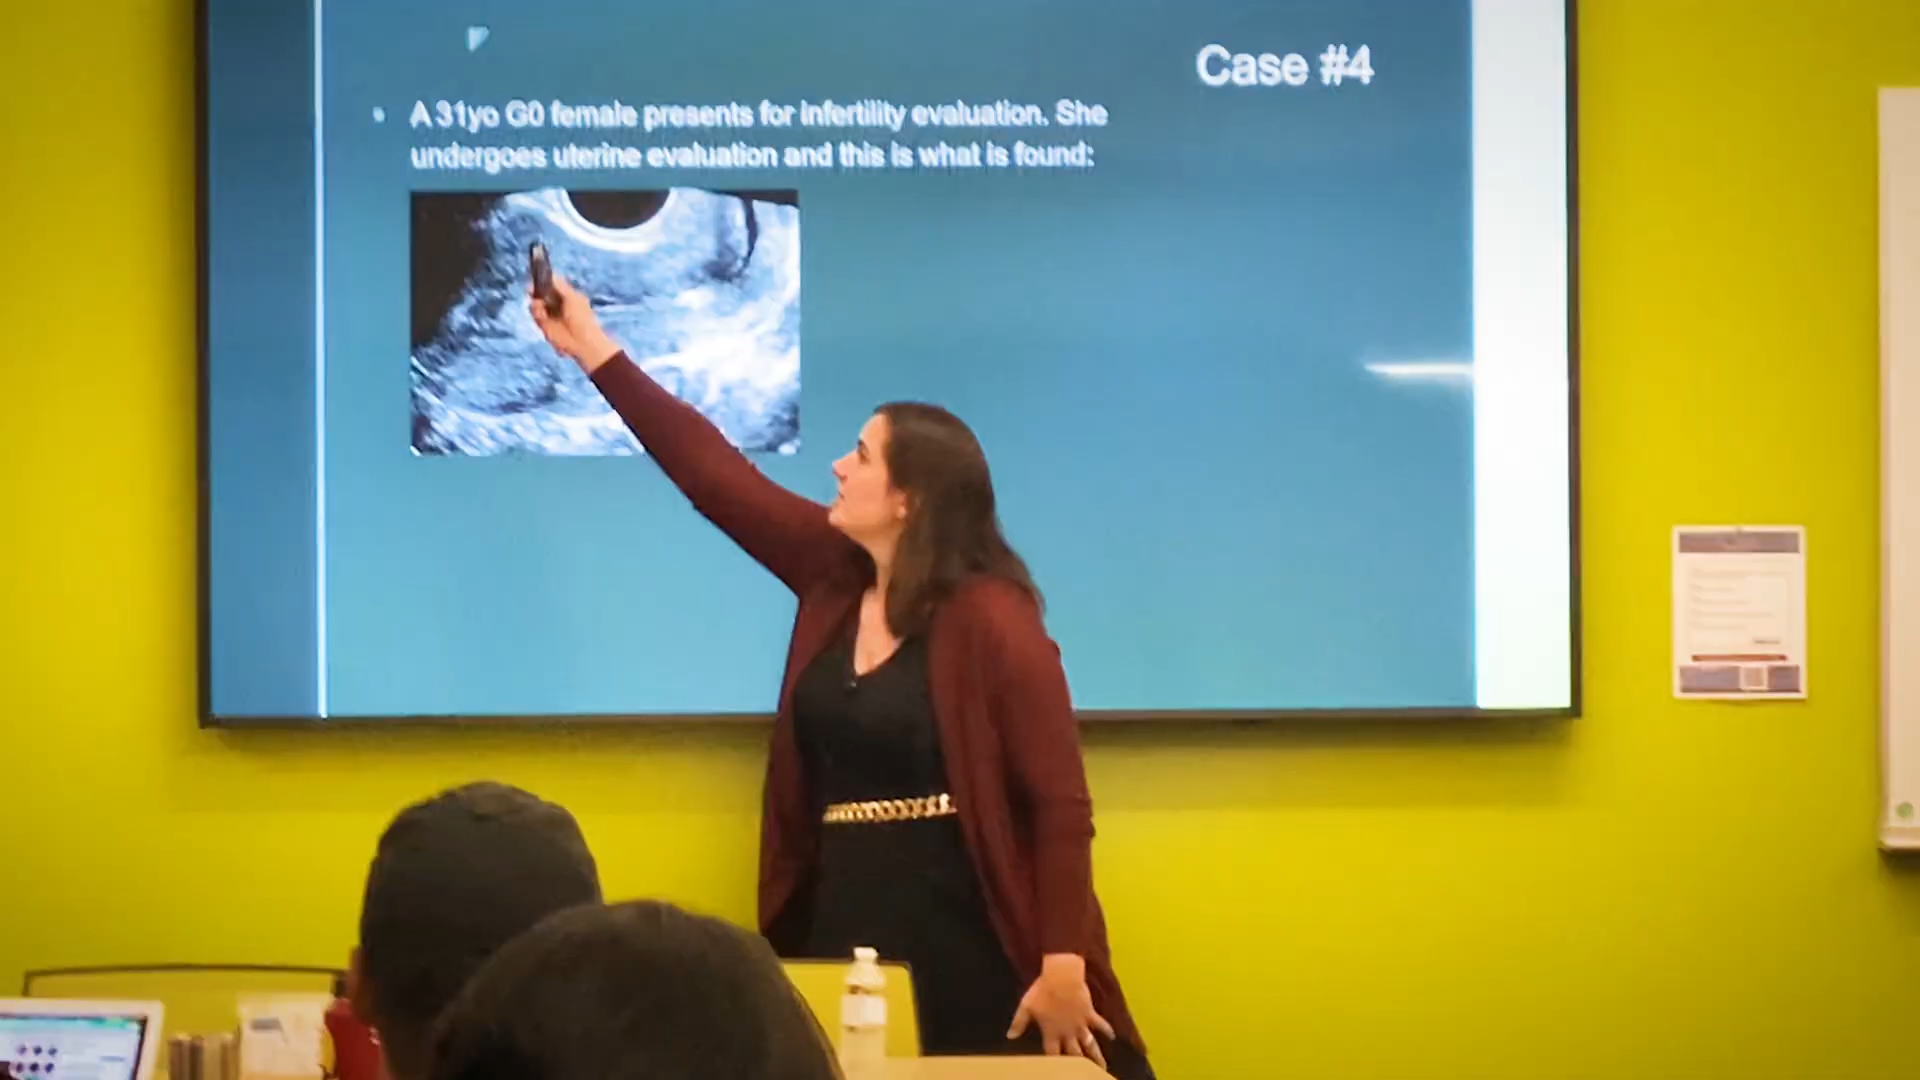 Case #4
A 31yo G0 female presents for infertility evaluation. She
undergoes uterine evaluation and this is what is found: